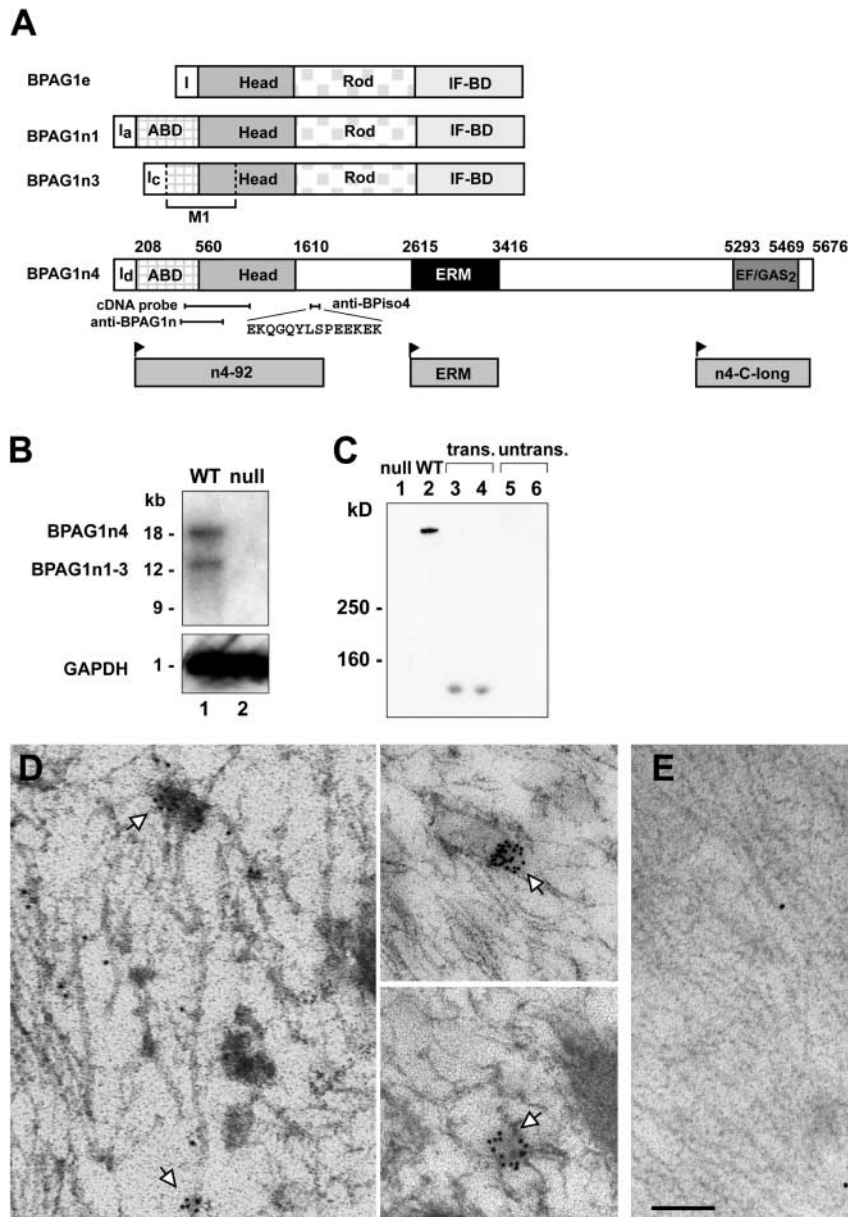 A
BPAG1e
I Head Rod IF-BD
BPAG1n1
Ia ABD Head Rod IF-BD
BPAG1n3
Ic Head Rod IF-BD
M1
208 560 1610 2615 3416 5293 5469 5676
BPAG1n4
Id ABD Head ERM EF/GAS2
cDNA probe
anti-BPiso4
anti-BPAG1n
EKQGQYLSPEEKEK
n4-92 ERM n4-C-long
B
WT null
kb
BPAG1n4 18 -
BPAG1n1-3 12 -
9 -
GAPDH 1 -
1 2
C
trans. untrans.
null WT
1 2 3 4 5 6
kD
250 -
160 -
D
E